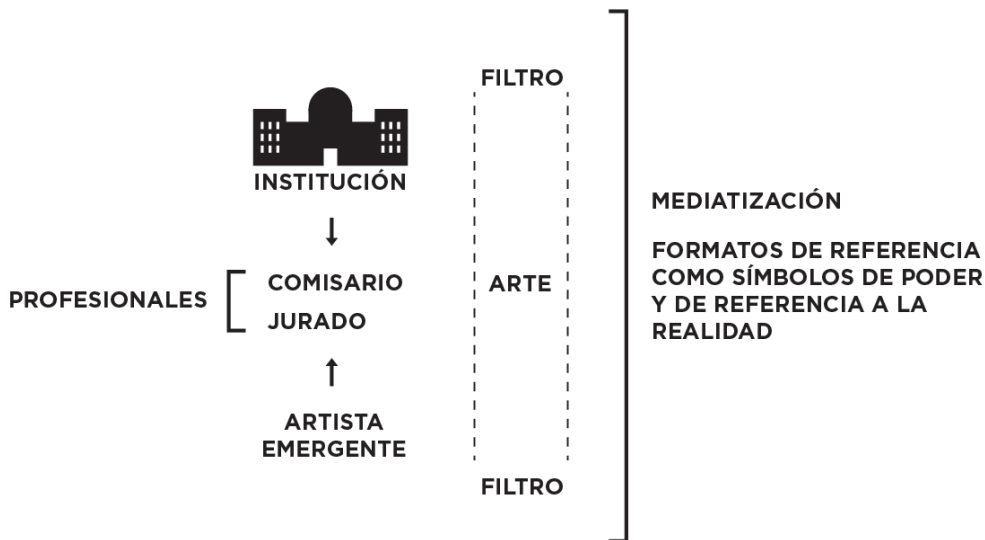 FILTRO
INSTITUCIÓN
PROFESIONALES
COMISARIO
JURADO
ARTISTA
EMERGENTE
ARTE
FILTRO
MEDIATIZACIÓN
FORMATOS DE REFERENCIA
COMO SÍMBOLOS DE PODER
Y DE REFERENCIA A LA
REALIDAD